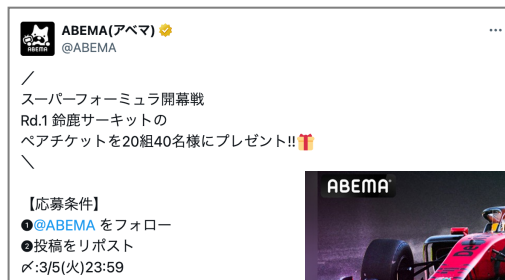 ABEMA(アベマ)
@ABEMA
／
スーパーフォーミュラ開幕戦
Rd.1 鈴鹿サーキットの
ペアチケットを20組40名様にプレゼント!!🎁
＼
【応募条件】
❶@ABEMA をフォロー
❷投稿をリポスト
〆:3/5(火)23:59
ABEMA